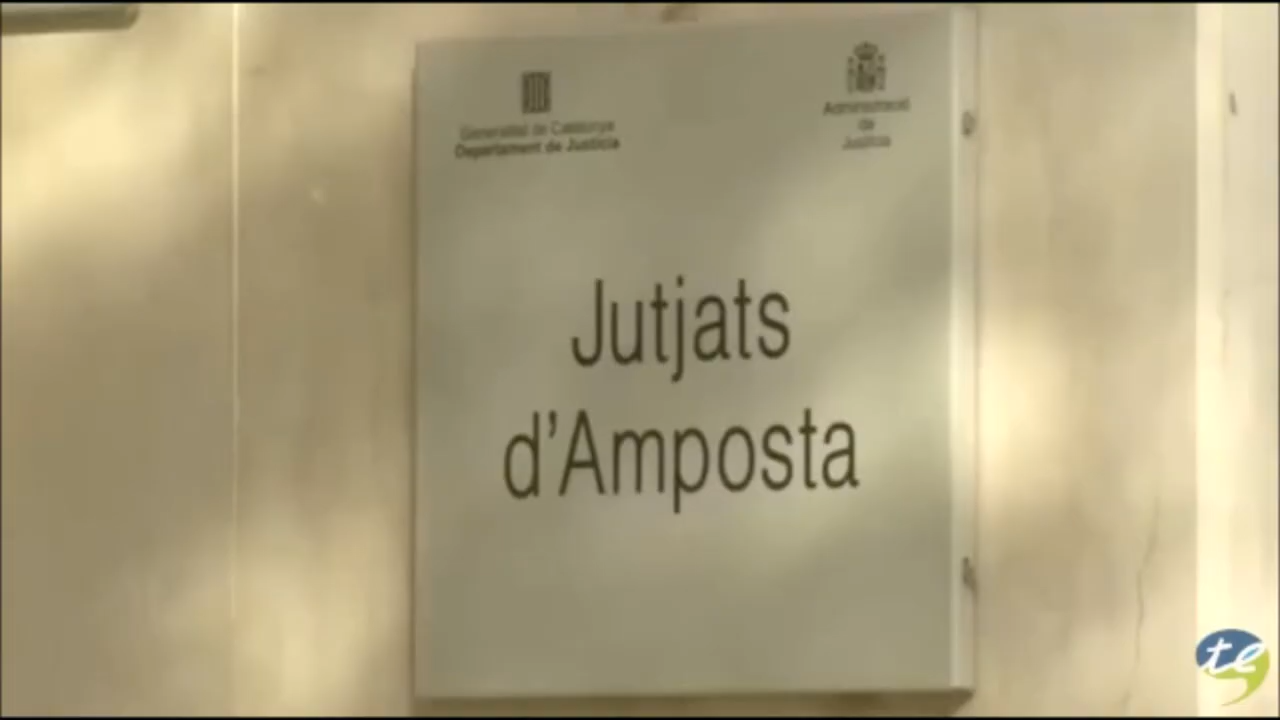 Generalitat de Catalunya
Departament de Justícia
Administració
de
Justícia
Jutjats
d'Amposta
te